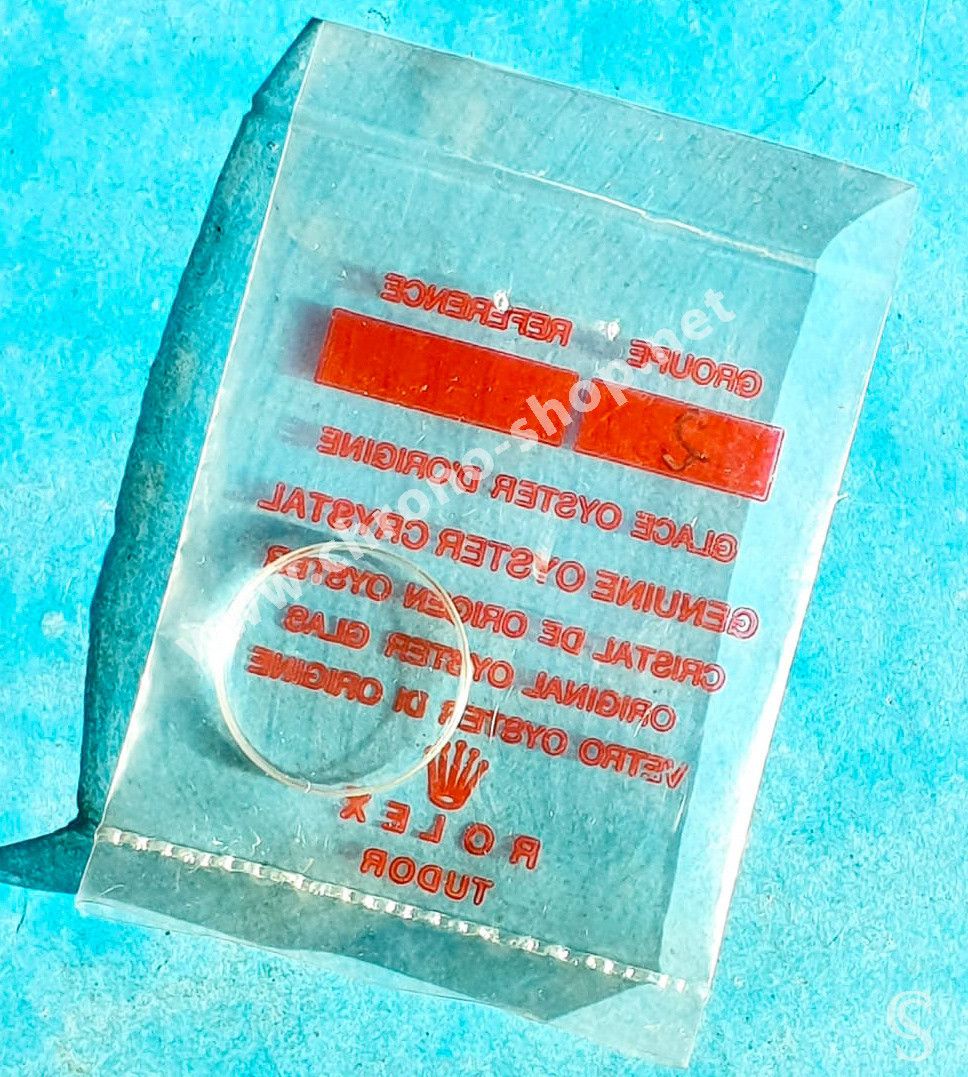 GROUPE REFERENCE
GLACE OYSTER D'ORIGINE
GENUINE OYSTER CRYSTAL
CRISTAL DE ORIGEN OYSTER
ORIGINAL OYSTER GLAS
VETRO OYSTER DI ORIGINE
ROLEX
TUDOR
www.chrono-shop.net
S